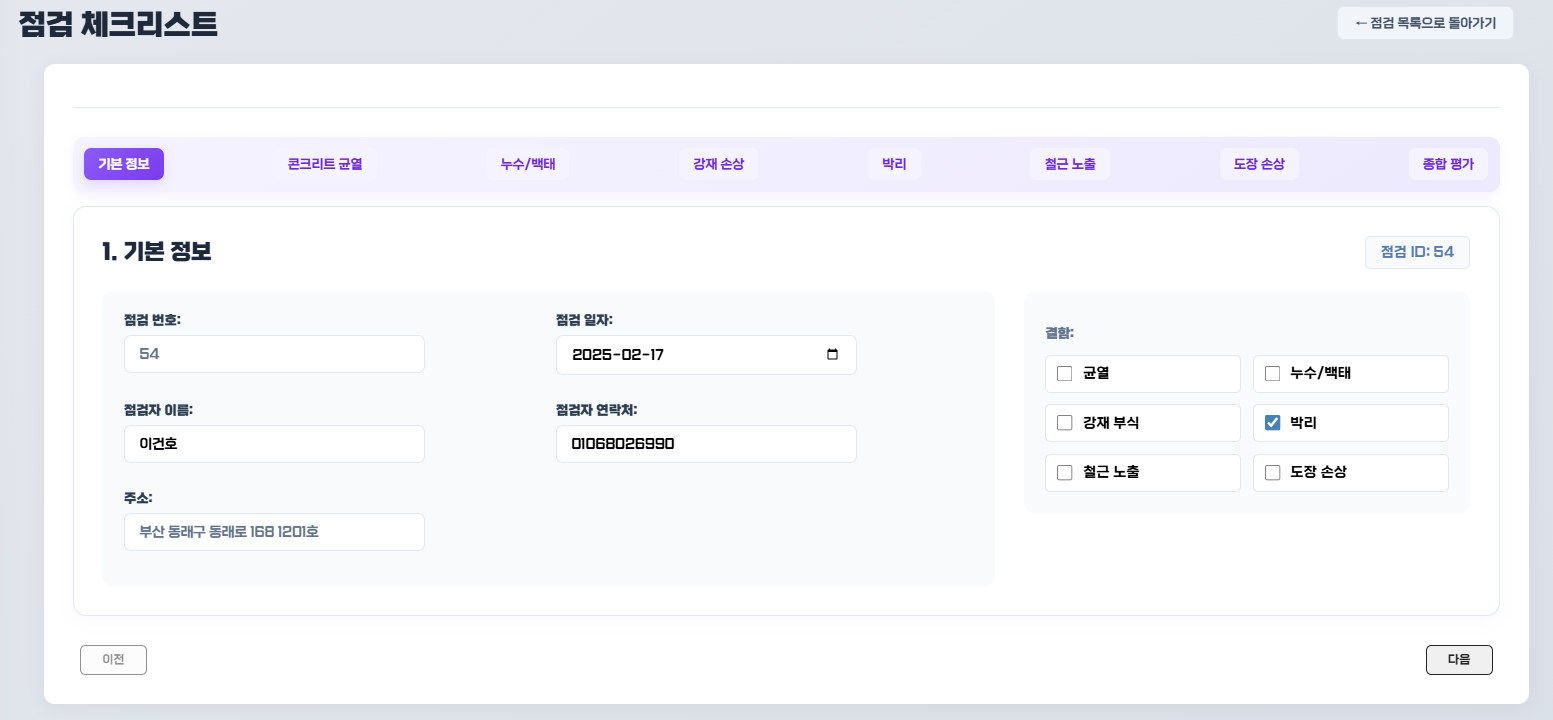 점검 체크리스트
← 점검 목록으로 돌아가기
기본 정보 콘크리트 균열 누수/백태 강재 손상 박리 철근 노출 도장 손상 종합 평가
1. 기본 정보
점검 ID: 54
점검 번호:
54
점검 일자:
2025-02-17
점검자 이름:
이건호
점검자 연락처:
01068026990
주소:
부산 동래구 동래로 168 1201호
결함:
균열
누수/백태
강재 부식
박리
철근 노출
도장 손상
이전
다음